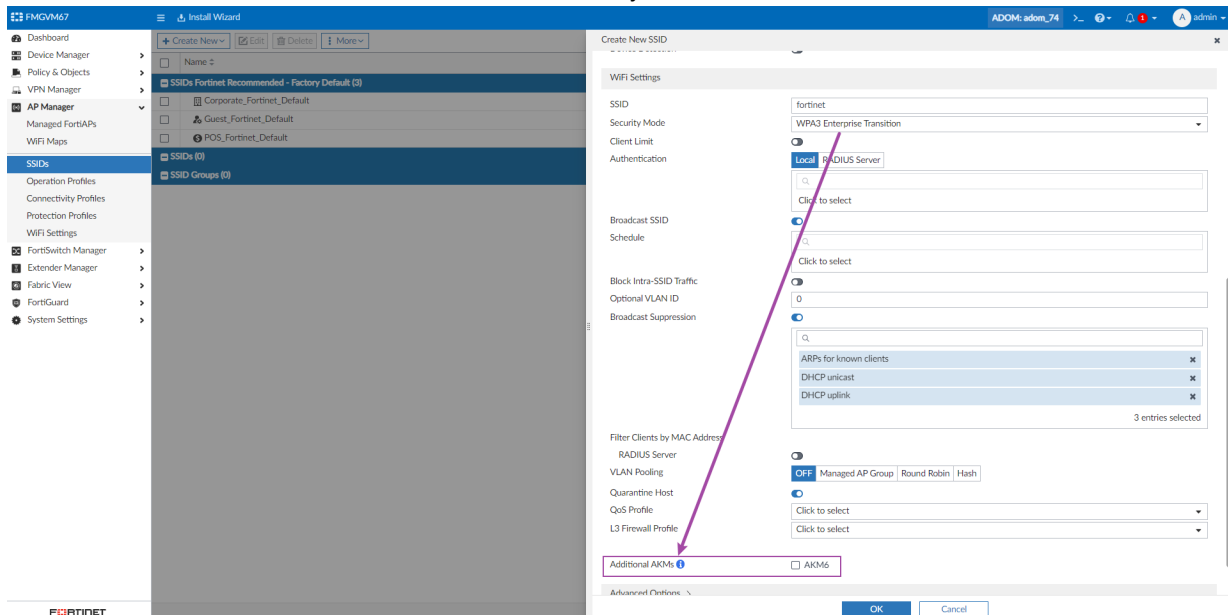 FMGVM67
Install Wizard
ADOM: adom_74
>_
1
A admin
Dashboard
Device Manager
Policy & Objects
VPN Manager
AP Manager
Managed FortiAPs
WiFi Maps
SSIDs
Operation Profiles
Connectivity Profiles
Protection Profiles
WiFi Settings
FortiSwitch Manager
Extender Manager
Fabric View
FortiGuard
System Settings
FORTINET
+ Create New Edit Delete More
Name
SSIDs Fortinet Recommended - Factory Default (3)
Corporate_Fortinet_Default
Guest_Fortinet_Default
POS_Fortinet_Default
SSIDs (0)
SSID Groups (0)
Create New SSID
WiFi Settings
SSID fortinet
Security Mode WPA3 Enterprise Transition
Client Limit
Authentication Local RADIUS Server
Click to select
Broadcast SSID
Schedule
Click to select
Block Intra-SSID Traffic
Optional VLAN ID 0
Broadcast Suppression
ARPs for known clients
DHCP unicast
DHCP uplink
3 entries selected
Filter Clients by MAC Address
RADIUS Server
VLAN Pooling OFF Managed AP Group Round Robin Hash
Quarantine Host
QoS Profile Click to select
L3 Firewall Profile Click to select
Additional AKMs AKM6
Advanced Options >
OK Cancel